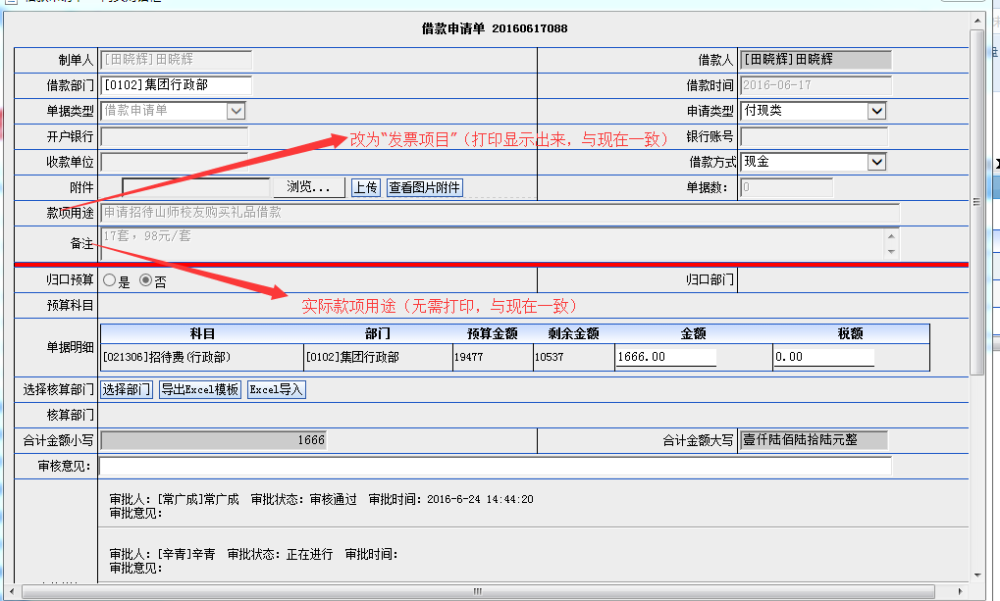 借款申请单 20160617088
制单人 [田晓辉]田晓辉 借款人 [田晓辉]田晓辉
借款部门 [0102]集团行政部 借款时间 2016-06-17
单据类型 借款申请单 申请类型 付现类
开户银行 改为“发票项目”(打印显示出来，与现在一致) 银行账号
收款单位 借款方式 现金
附件 浏览... 上传 查看图片附件 单据数: 0
款项用途 申请招待山师校友购买礼品借款
备注 17套，98元/套
归口预算 是 否 归口部门
预算科目 实际款项用途(无需打印，与现在一致)
单据明细
科目 部门 预算金额 剩余金额 金额 税额
[021306]招待费(行政部) [0102]集团行政部 19477 10537 1666.00 0.00
选择核算部门 选择部门 导出Excel模板 Excel导入
核算部门
合计金额小写 1666 合计金额大写 壹仟陆佰陆拾陆元整
审核意见:
审批人: [常广成]常广成 审批状态: 审核通过 审批时间: 2016-6-24 14:44:20
审批意见:
审批人: [辛青]辛青 审批状态: 正在进行 审批时间:
审批意见: